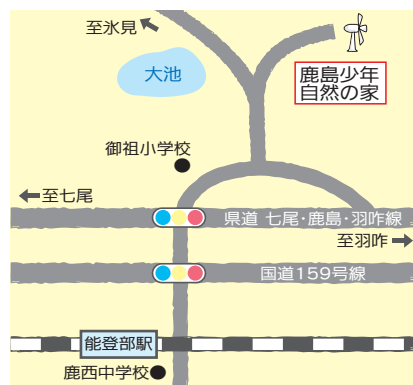 至氷見
大池
鹿島少年
自然の家
御祖小学校
至七尾
県道 七尾・鹿島・羽咋線
至羽咋
国道159号線
能登部駅
鹿西中学校